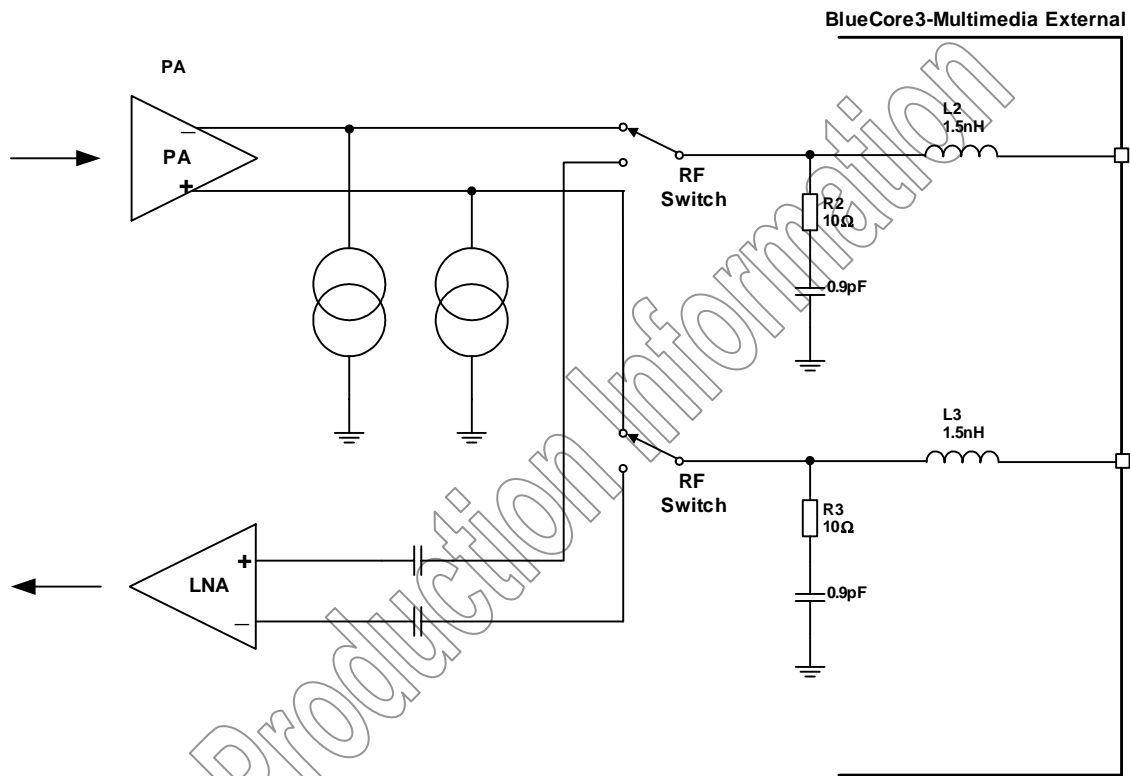 BlueCore3-Multimedia External
PA
PA
−
+
L2
1.5nH
RF
Switch
R2
10Ω
0.9pF
L3
1.5nH
RF
Switch
R3
10Ω
0.9pF
LNA
+
−
Production Information